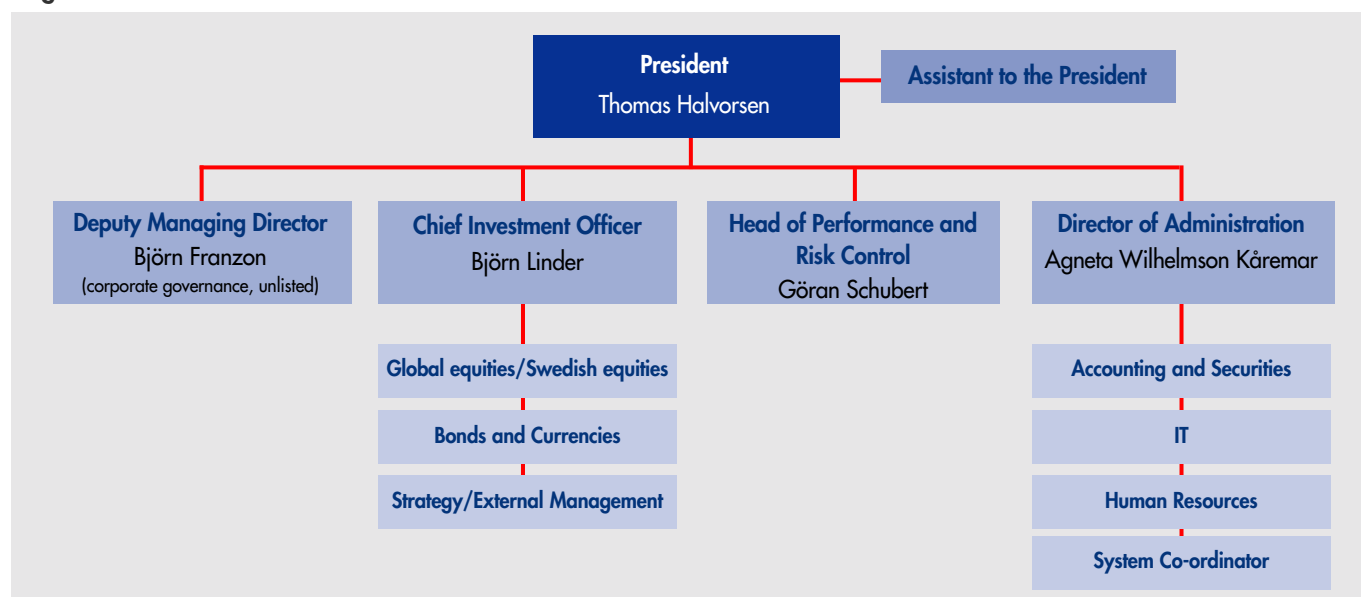 President
Thomas Halvorsen
Assistant to the President
Deputy Managing Director
Björn Franzon
(corporate governance, unlisted)
Chief Investment Officer
Björn Linder
Head of Performance and
Risk Control
Göran Schubert
Director of Administration
Agneta Wilhelmson Kåremar
Global equities/Swedish equities
Bonds and Currencies
Strategy/External Management
Accounting and Securities
IT
Human Resources
System Co-ordinator